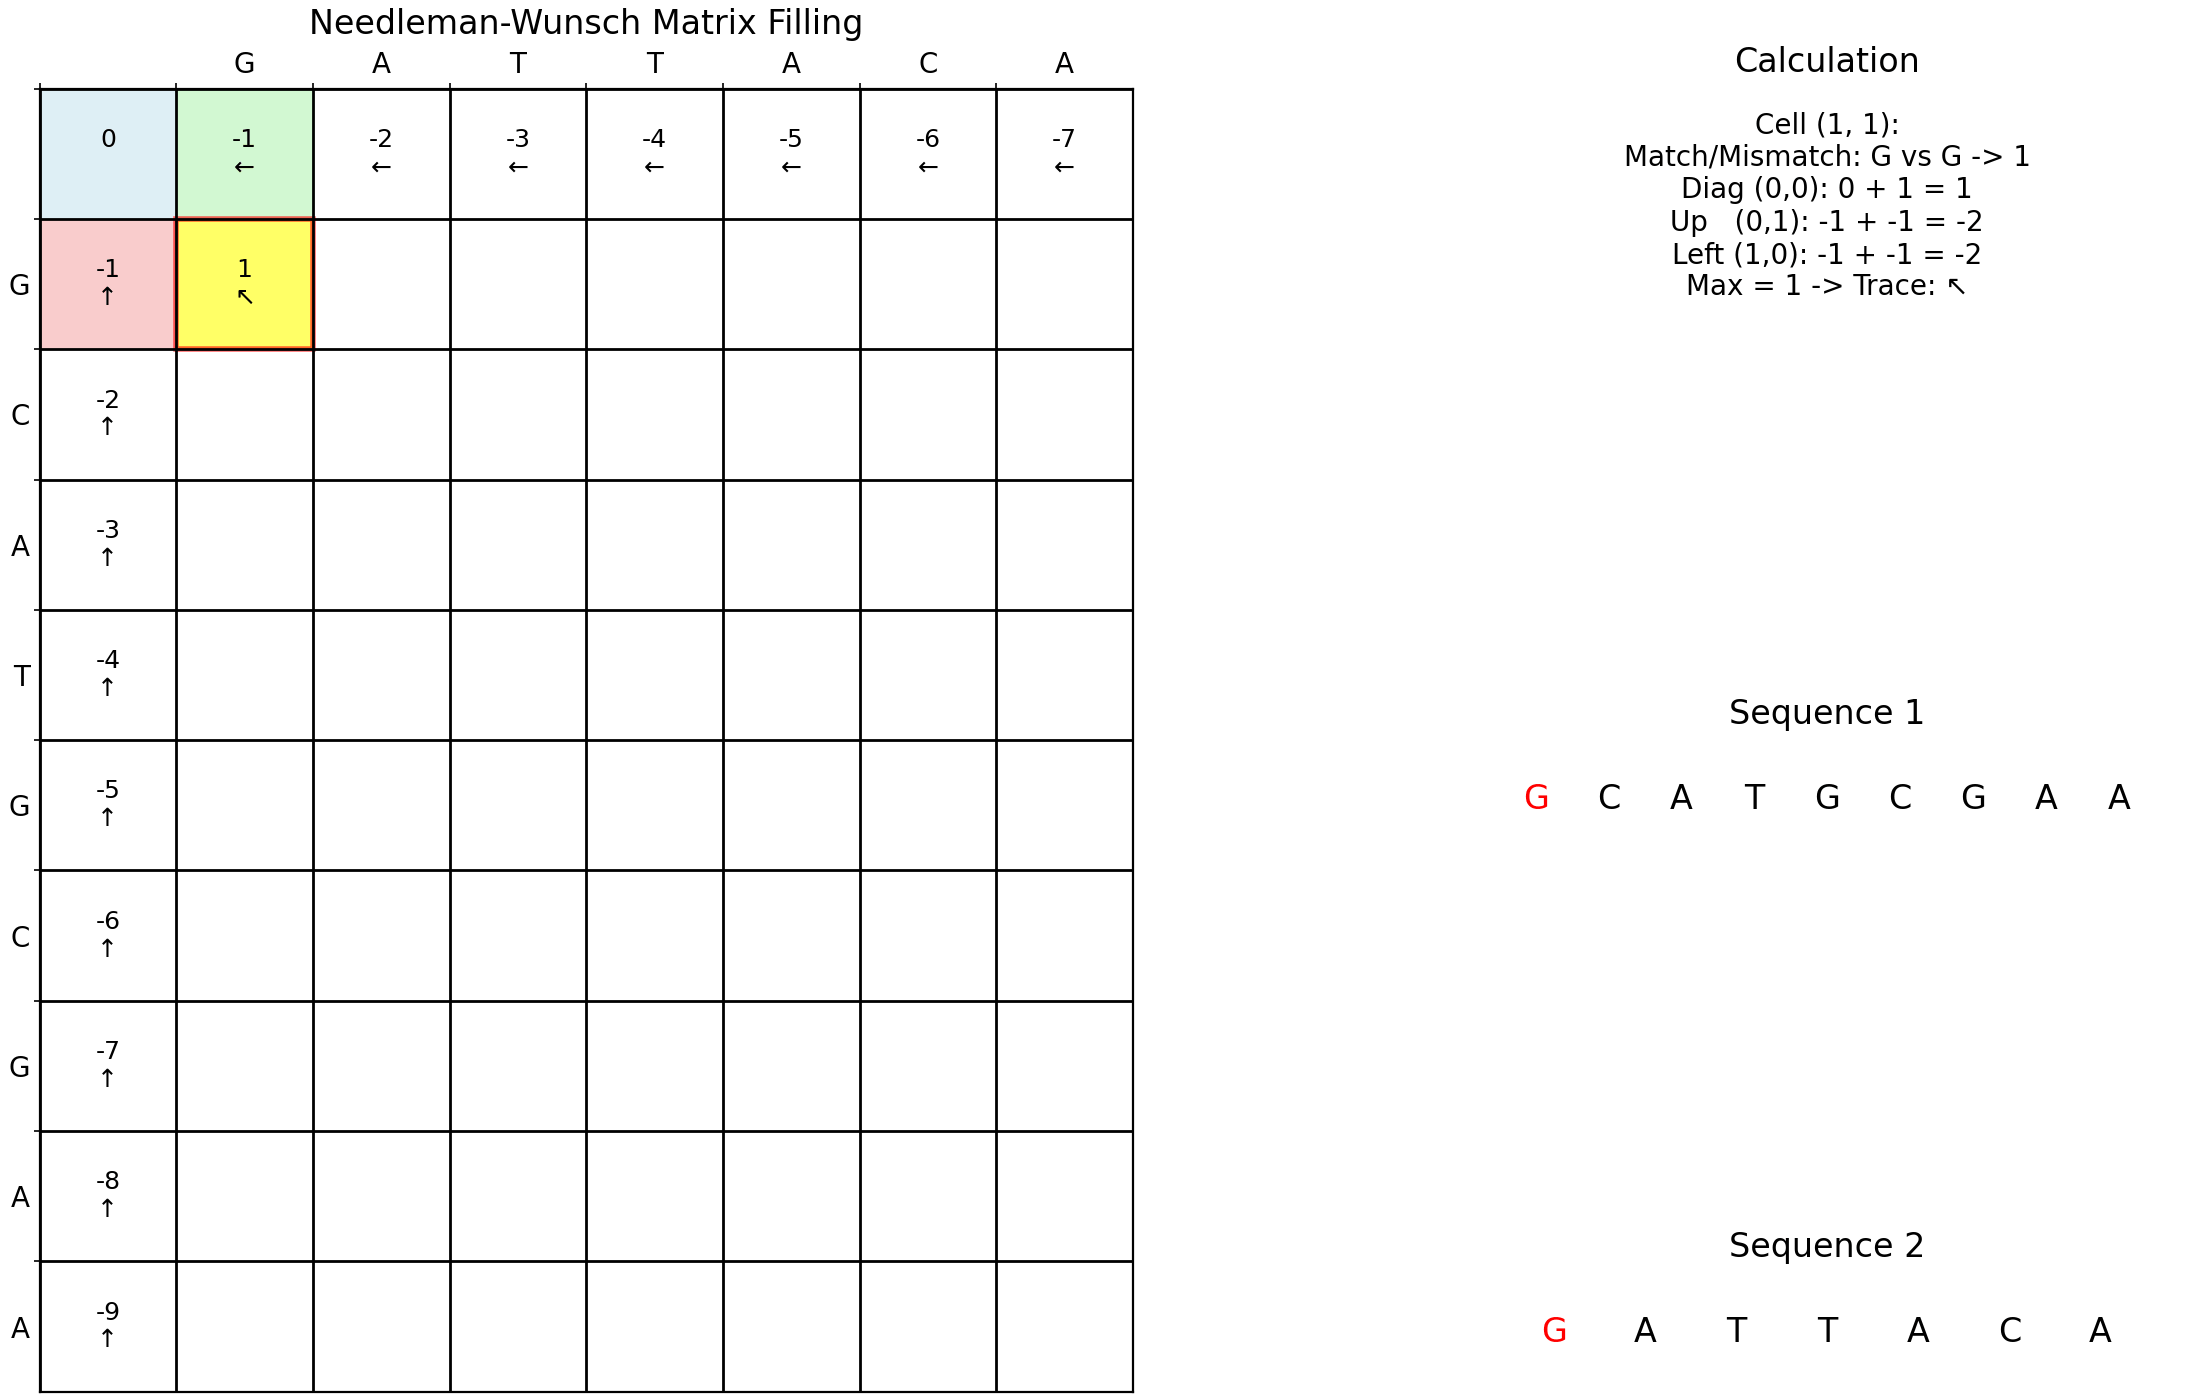 Needleman-Wunsch Matrix Filling
G A T T A C A
0 -1 -2 -3 -4 -5 -6 -7
← ← ← ← ← ← ←
G -1 1
↑ ↖
C -2
↑
A -3
↑
T -4
↑
G -5
↑
C -6
↑
G -7
↑
A -8
↑
A -9
↑
Calculation
Cell (1, 1):
Match/Mismatch: G vs G -> 1
Diag (0,0): 0 + 1 = 1
Up (0,1): -1 + -1 = -2
Left (1,0): -1 + -1 = -2
Max = 1 -> Trace: ↖
Sequence 1
G C A T G C G A A
Sequence 2
G A T T A C A